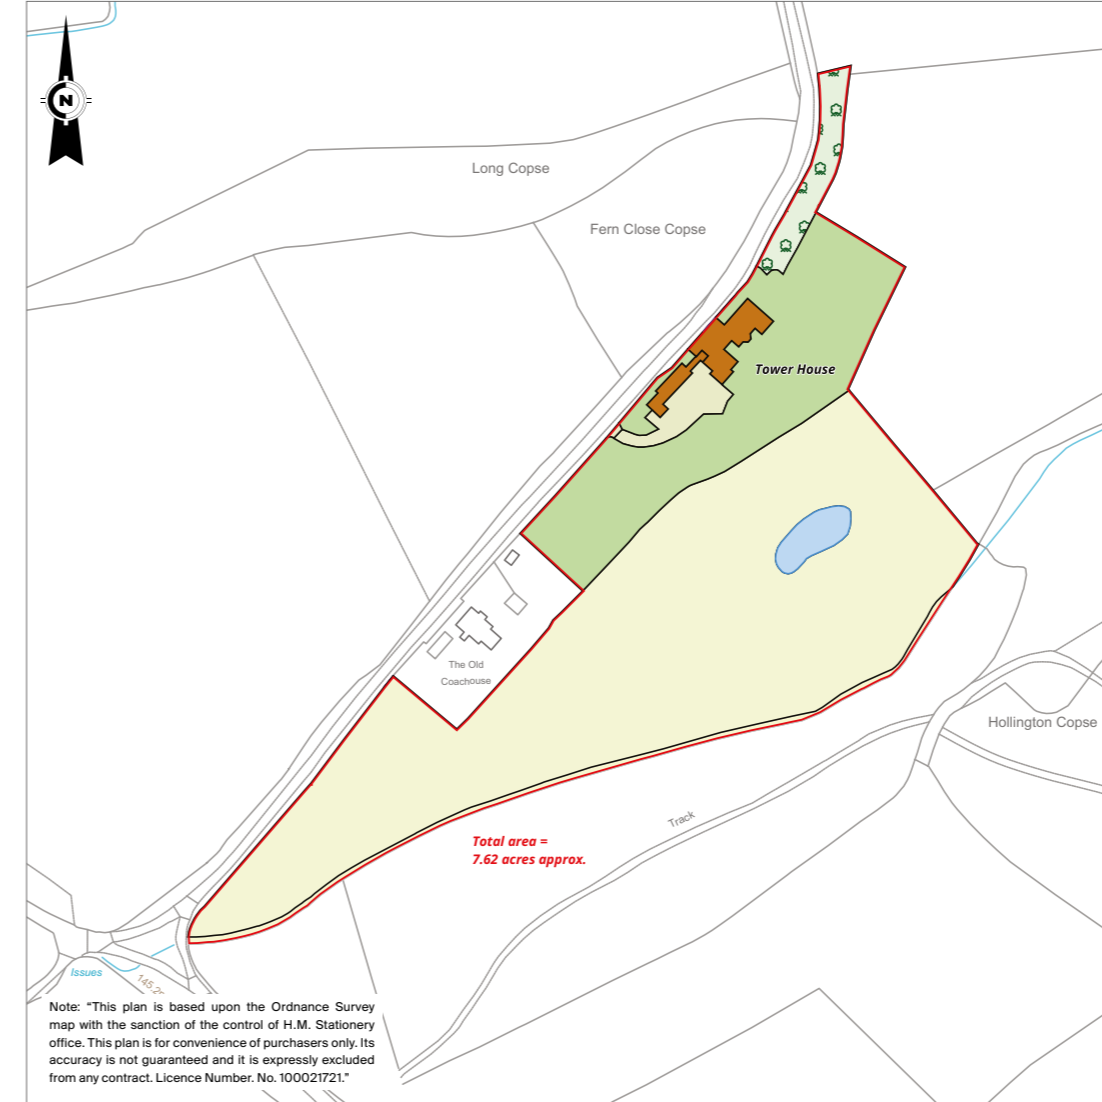 N
Long Copse
Fern Close Copse
Tower House
The Old
Coachouse
Hollington Copse
Track
Total area =
7.62 acres approx.
Issues
Note: “This plan is based upon the Ordnance Survey
map with the sanction of the control of H.M. Stationery
office. This plan is for convenience of purchasers only. Its
accuracy is not guaranteed and it is expressly excluded
from any contract. Licence Number. No. 100021721.”